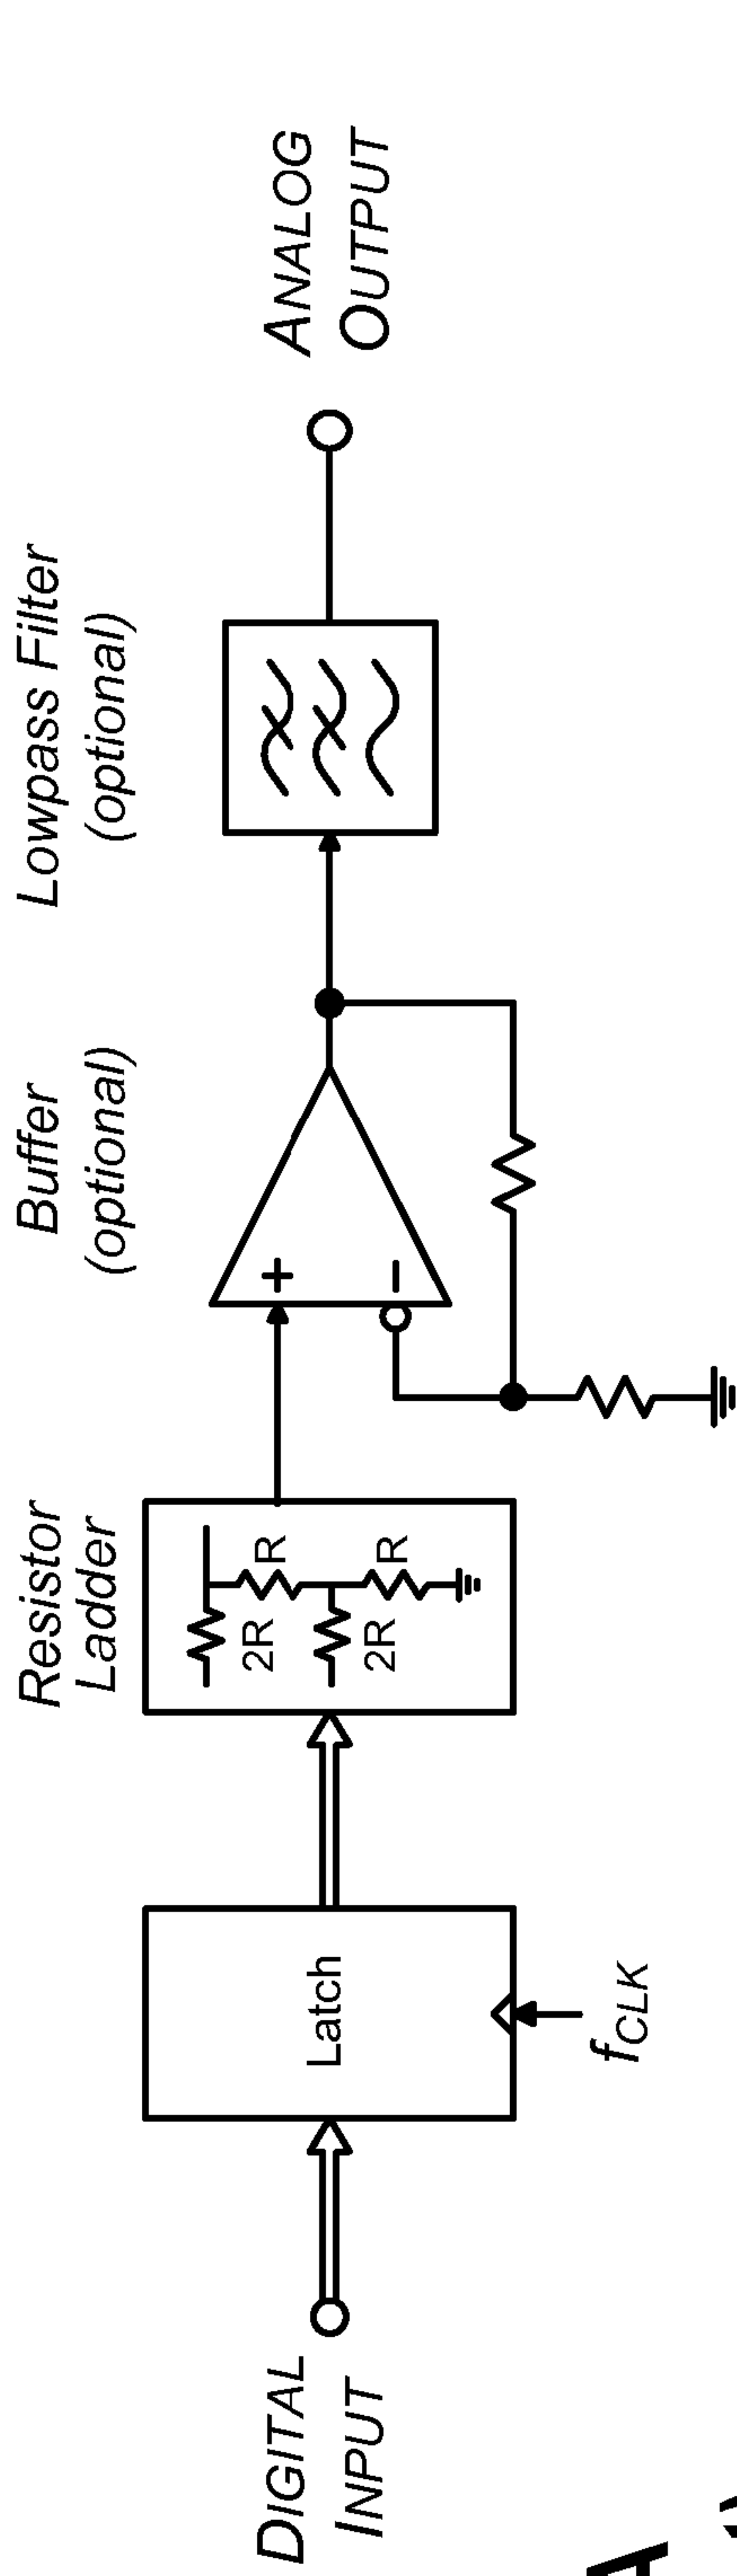 DIGITAL
INPUT
Latch
fCLK
Resistor
Ladder
2R
R
2R
R
Buffer
(optional)
+
−
Lowpass Filter
(optional)
ANALOG
OUTPUT